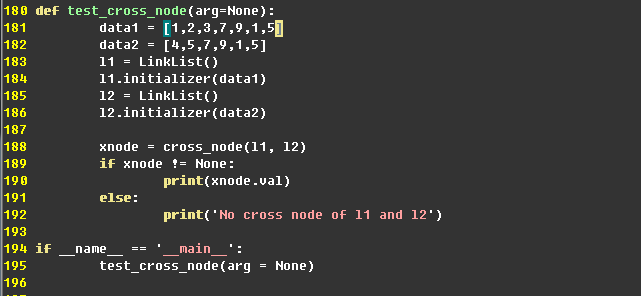 180 def test_cross_node(arg=None):
181         data1 = [1,2,3,7,9,1,5]
182         data2 = [4,5,7,9,1,5]
183         l1 = LinkList()
184         l1.initializer(data1)
185         l2 = LinkList()
186         l2.initializer(data2)
187
188         xnode = cross_node(l1, l2)
189         if xnode != None:
190                 print(xnode.val)
191         else:
192                 print('No cross node of l1 and l2')
193
194 if __name__ == '__main__':
195         test_cross_node(arg = None)
196